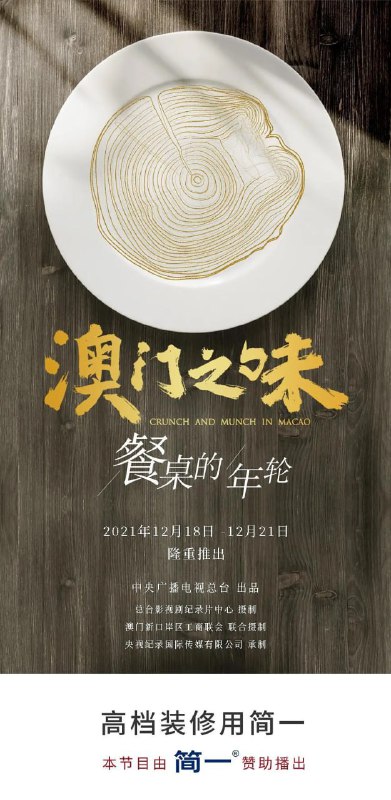 澳门之味
CRUNCH AND MUNCH IN MACAO
餐桌的年轮
2021年12月18日 -12月21日
隆重推出
中央广播电视总台 出品
总台影视剧纪录片中心 摄制
澳门新口岸区工商联会 联合摄制
央视纪录国际传媒有限公司 承制
高档装修用简一
本节目由 简一® 赞助播出